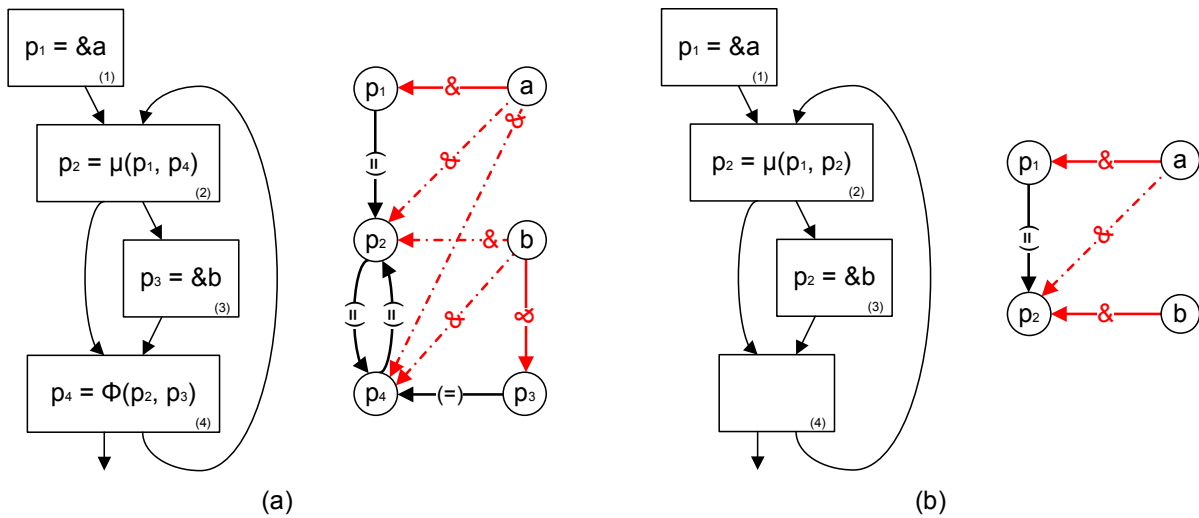 p₁ = &a
(1)
p₂ = μ(p₁, p₄)
(2)
p₃ = &b
(3)
p₄ = Φ(p₂, p₃)
(4)
p₁
&
a
(=)
&
&
p₂
&
b
(=)
(=)
&
&
p₄
(=)
p₃
(a)
p₁ = &a
(1)
p₂ = μ(p₁, p₂)
(2)
p₂ = &b
(3)
(4)
p₁
&
a
(=)
&
p₂
&
b
(b)